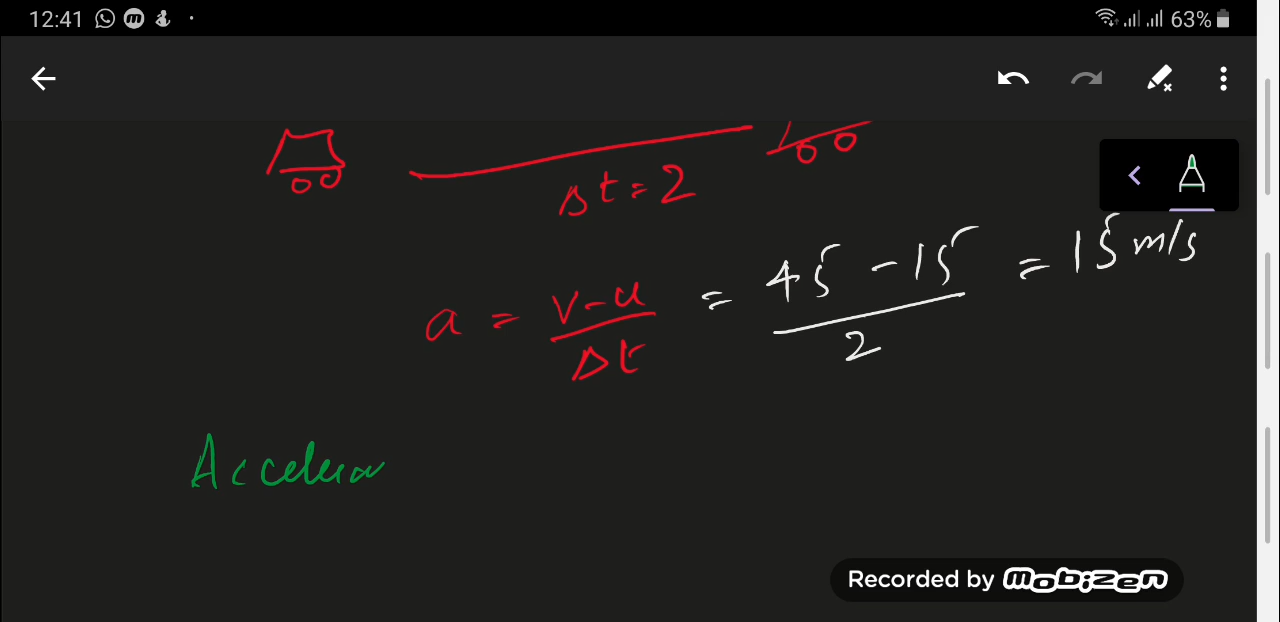 12:41 63%
Δt=2
a = v-u/Δt = 45-15/2 = 15 m/s
Acceler
Recorded by mobizen